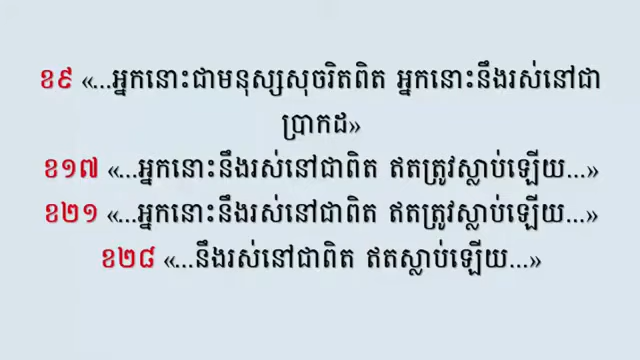 ខ៩ «...អ្នកនោះជាមនុស្សសុចរិតពិត អ្នកនោះនឹងរស់នៅជា
ប្រាកដ»
ខ១៧ «...អ្នកនោះនឹងរស់នៅជាពិត ឥតត្រូវស្លាប់ឡើយ...»
ខ២១ «...អ្នកនោះនឹងរស់នៅជាពិត ឥតត្រូវស្លាប់ឡើយ...»
ខ២៨ «...នឹងរស់នៅជាពិត ឥតស្លាប់ឡើយ...»